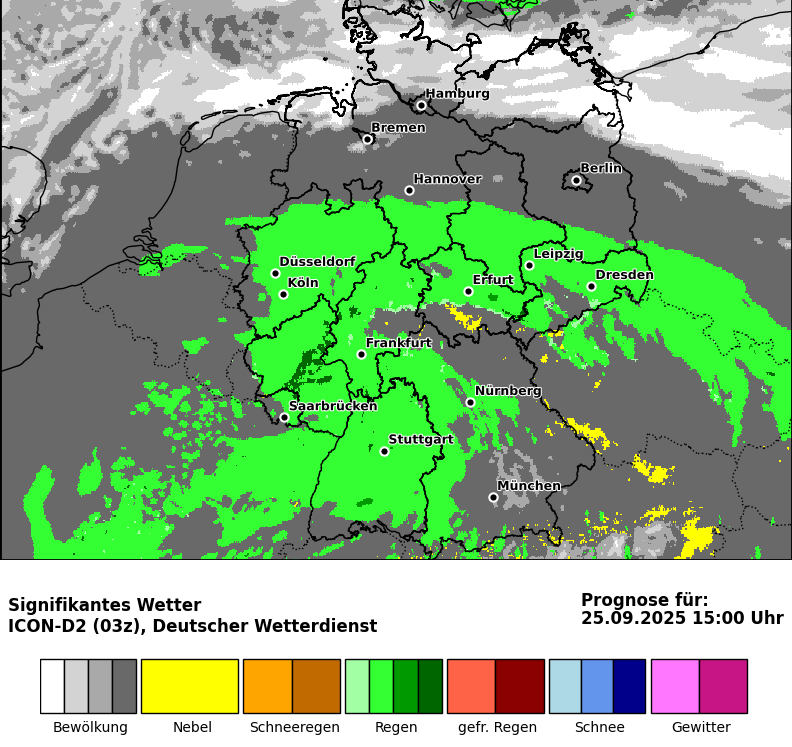 Hamburg
Bremen
Berlin
Hannover
Leipzig
Düsseldorf
Dresden
Köln
Erfurt
Frankfurt
Nürnberg
Saarbrücken
Stuttgart
München
Signifikantes Wetter
ICON-D2 (03z), Deutscher Wetterdienst
Prognose für:
25.09.2025 15:00 Uhr
Bewölkung Nebel Schneeregen Regen gefr. Regen Schnee Gewitter